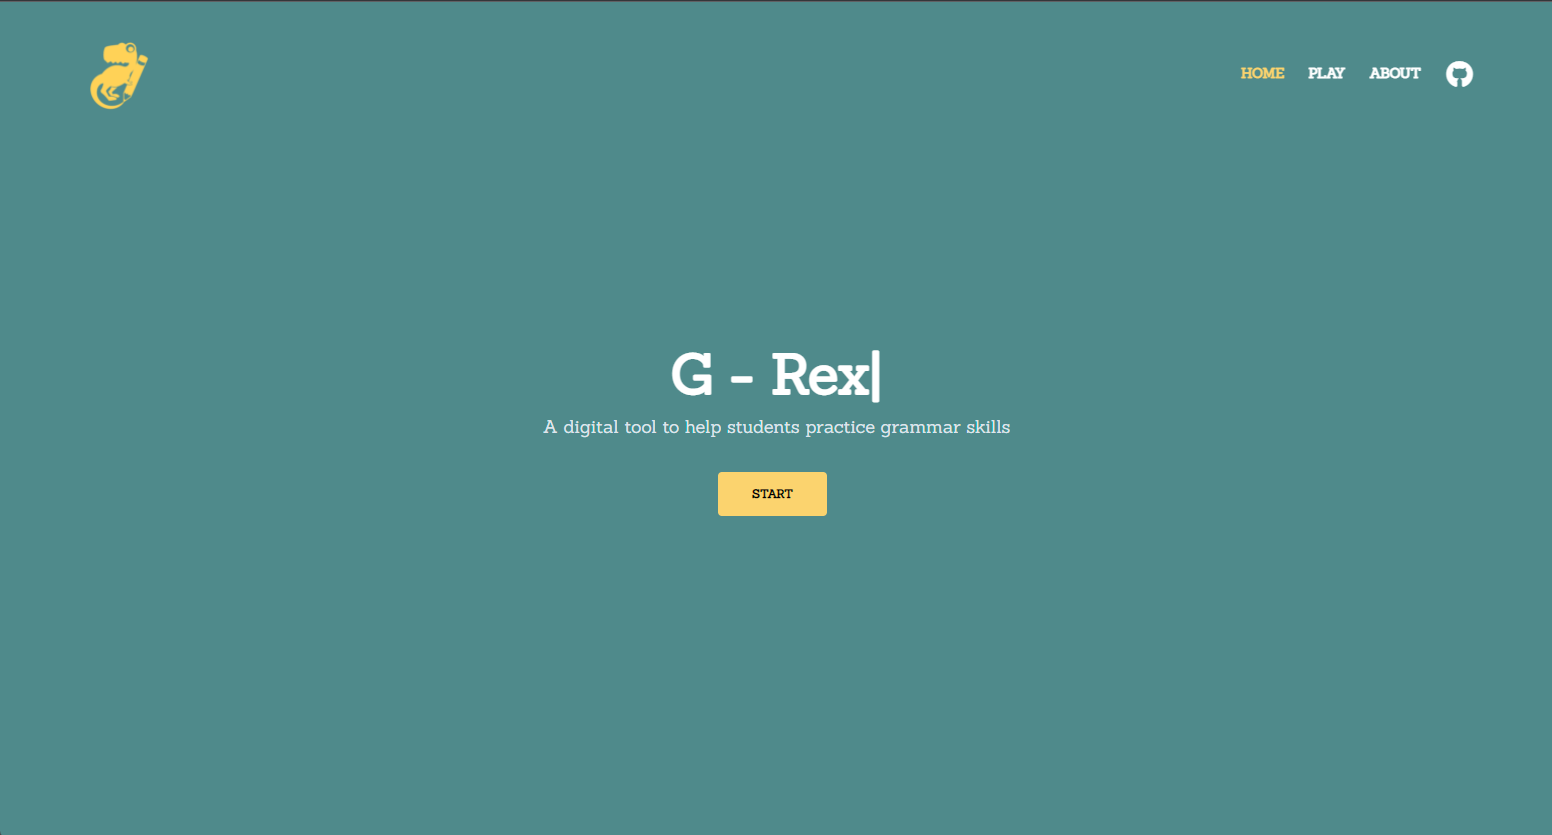 HOME PLAY ABOUT
G - Rex|
A digital tool to help students practice grammar skills
START